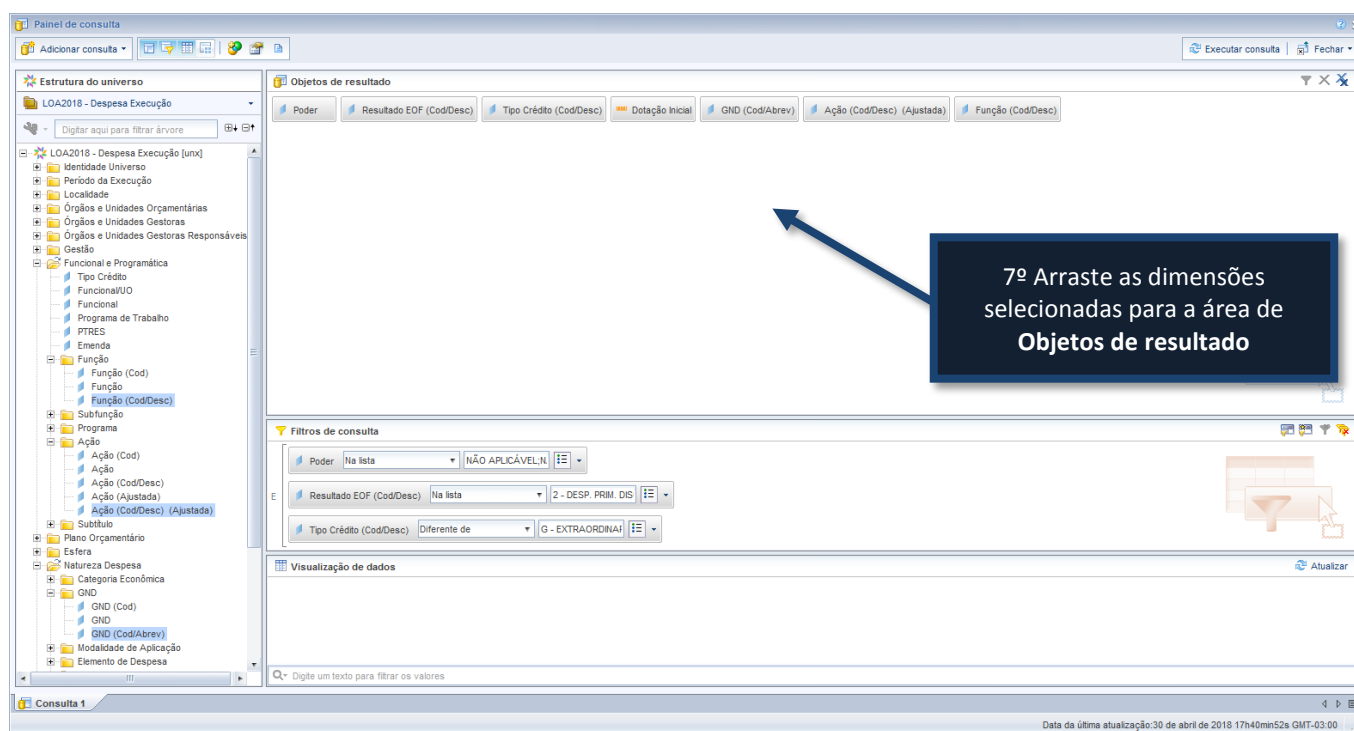 Painel de consulta
Adicionar consulta
Executar consulta
Fechar
Estrutura do universo
LOA2018 - Despesa Execução
Digitar aqui para filtrar árvore
LOA2018 - Despesa Execução [unx]
Identidade Universo
Período da Execução
Localidade
Órgãos e Unidades Orçamentárias
Órgãos e Unidades Gestoras
Órgãos e Unidades Gestoras Responsáveis
Gestão
Funcional e Programática
Tipo Crédito
Funcional/UO
Funcional
Programa de Trabalho
PTRES
Emenda
Função
Função (Cod)
Função
Função (Cod/Desc)
Subfunção
Programa
Ação
Ação (Cod)
Ação
Ação (Cod/Desc)
Ação (Ajustada)
Ação (Cod/Desc) (Ajustada)
Subtítulo
Plano Orçamentário
Esfera
Natureza Despesa
Categoria Econômica
GND
GND (Cod)
GND
GND (Cod/Abrev)
Modalidade de Aplicação
Elemento de Despesa
Objetos de resultado
Poder Resultado EOF (Cod/Desc) Tipo Crédito (Cod/Desc) Dotação Inicial GND (Cod/Abrev) Ação (Cod/Desc) (Ajustada) Função (Cod/Desc)
7º Arraste as dimensões
selecionadas para a área de
Objetos de resultado
Filtros de consulta
Poder Na lista NÃO APLICÁVEL;N
E Resultado EOF (Cod/Desc) Na lista 2 - DESP. PRIM. DIS
Tipo Crédito (Cod/Desc) Diferente de G - EXTRAORDINAF
Visualização de dados
Atualizar
Digite um texto para filtrar os valores
Consulta 1
Data da última atualização:30 de abril de 2018 17h40min52s GMT-03:00